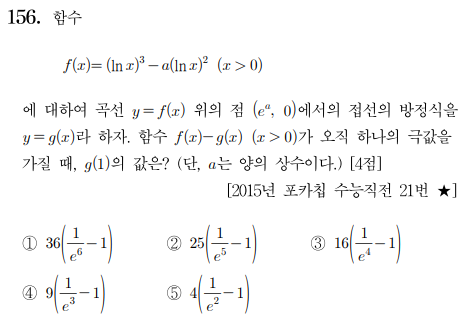 156. 함수
f(x)=(ln x)³−a(ln x)² (x>0)
에 대하여 곡선 y=f(x) 위의 점 (eᵃ, 0)에서의 접선의 방정식을
y=g(x)라 하자. 함수 f(x)−g(x) (x>0)가 오직 하나의 극값을
가질 때, g(1)의 값은? (단, a는 양의 상수이다.) [4점]
[2015년 포카칩 수능직전 21번 ★]
① 36(1/e⁶−1) ② 25(1/e⁵−1) ③ 16(1/e⁴−1)
④ 9(1/e³−1) ⑤ 4(1/e²−1)